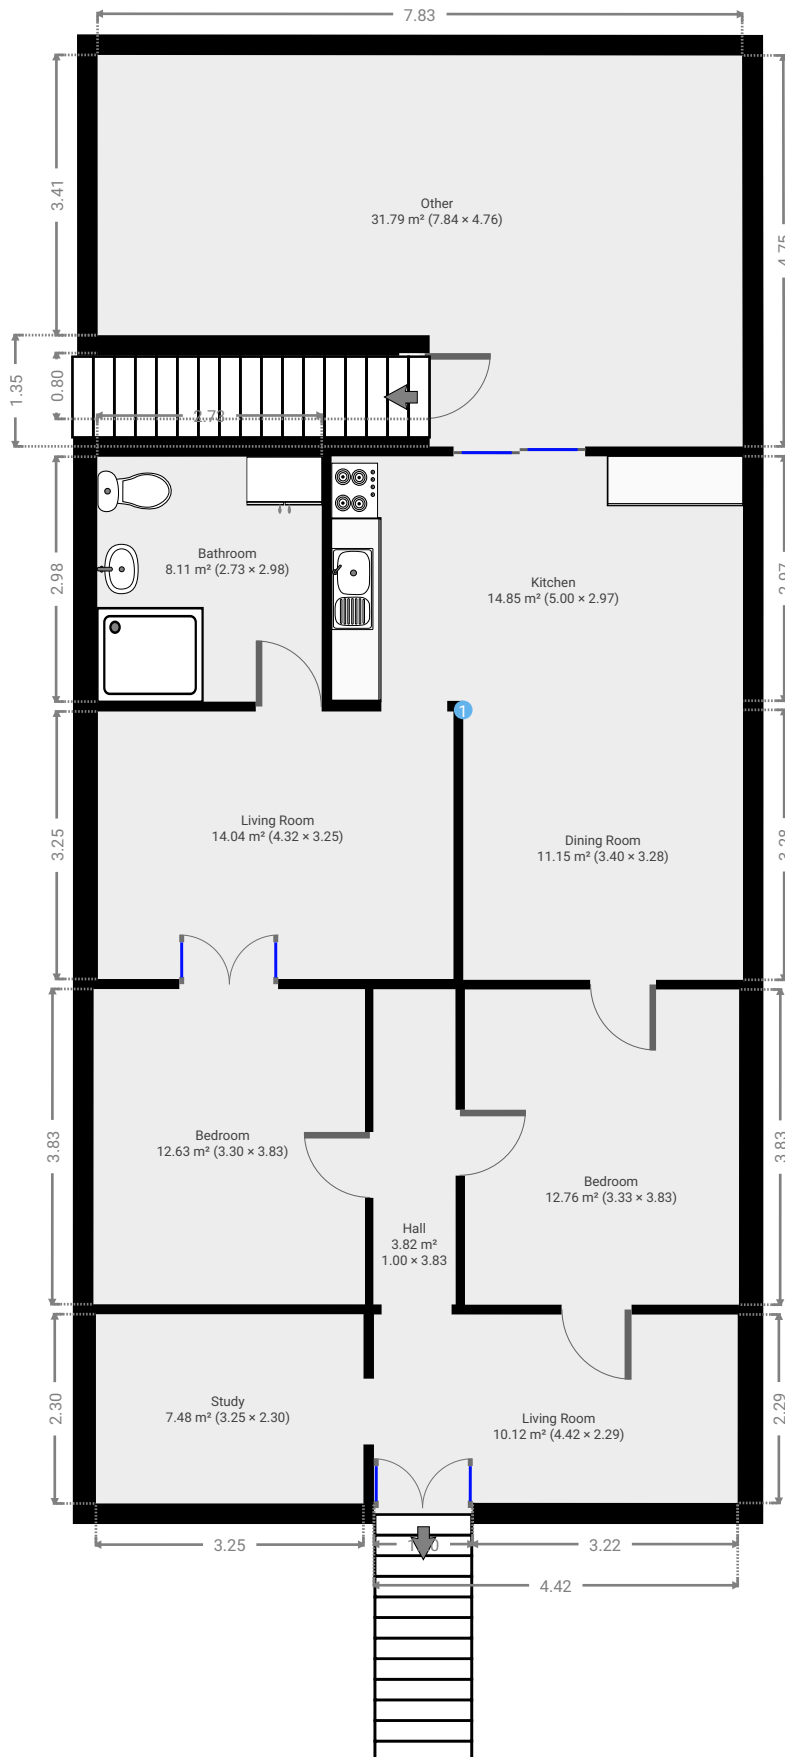 7.83
3.41
Other
31.79 m² (7.84 × 4.76)
4.75
1.35
0.80
2.73
2.98
Bathroom
8.11 m² (2.73 × 2.98)
Kitchen
14.85 m² (5.00 × 2.97)
2.97
1
3.25
Living Room
14.04 m² (4.32 × 3.25)
Dining Room
11.15 m² (3.40 × 3.28)
3.28
3.83
Bedroom
12.63 m² (3.30 × 3.83)
Bedroom
12.76 m² (3.33 × 3.83)
3.83
Hall
3.82 m²
1.00 × 3.83
2.30
Study
7.48 m² (3.25 × 2.30)
Living Room
10.12 m² (4.42 × 2.29)
2.29
3.25
3.22
4.42